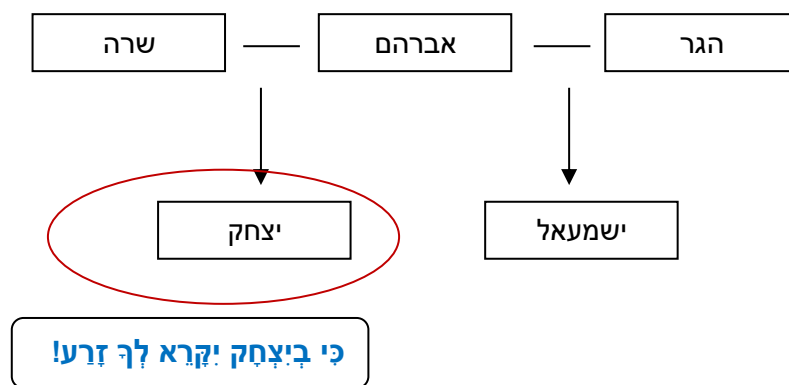 הגר אברהם שרה
ישמעאל יצחק
כִּי בְיִצְחָק יִקָּרֵא לְךָ זָרַע!